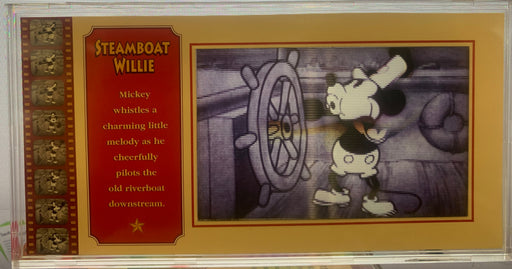 STEAMBOAT
WILLIE
Mickey
whistles a
charming little
melody as he
cheerfully
pilots the
old riverboat
downstream.